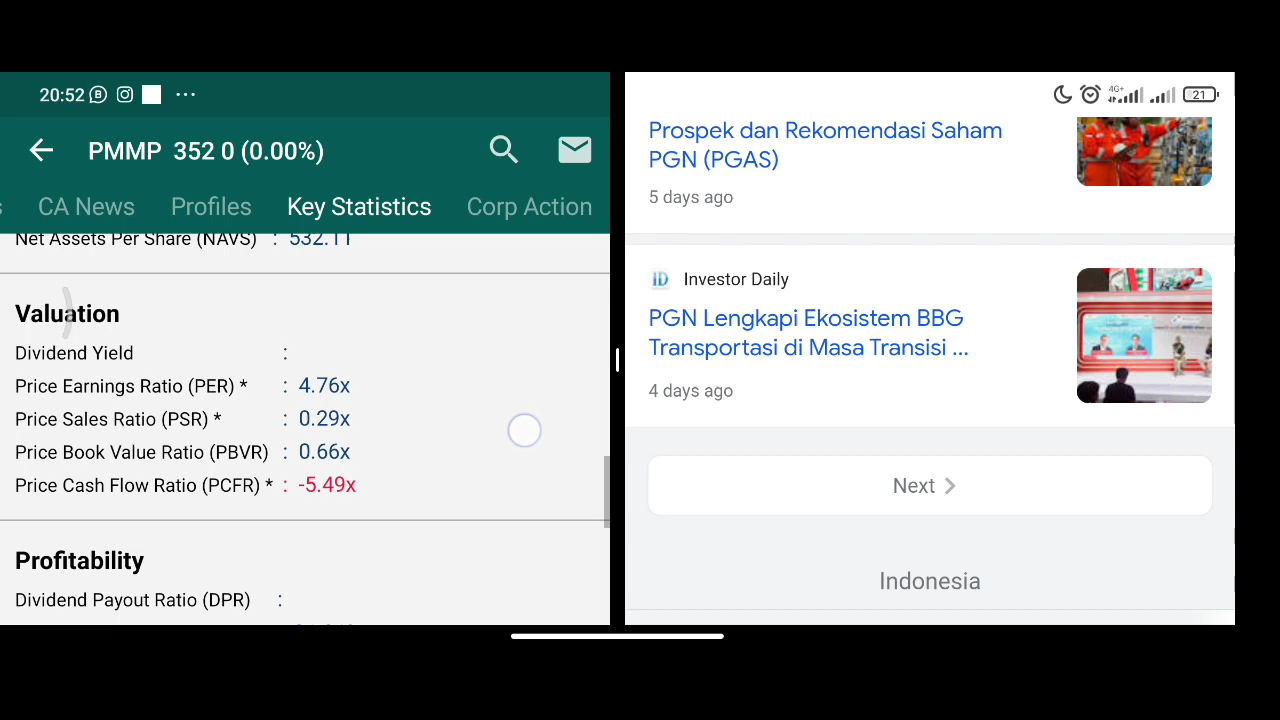 20:52
PMMP 352 0 (0.00%)
CA News Profiles Key Statistics Corp Action
Net Assets Per Share (NAVS) : 532.11
Valuation
Dividend Yield :
Price Earnings Ratio (PER) * : 4.76x
Price Sales Ratio (PSR) * : 0.29x
Price Book Value Ratio (PBVR) : 0.66x
Price Cash Flow Ratio (PCFR) * : -5.49x
Profitability
Dividend Payout Ratio (DPR) :
4G+ 21
Prospek dan Rekomendasi Saham
PGN (PGAS)
5 days ago
ID Investor Daily
PGN Lengkapi Ekosistem BBG
Transportasi di Masa Transisi ...
4 days ago
Next
Indonesia